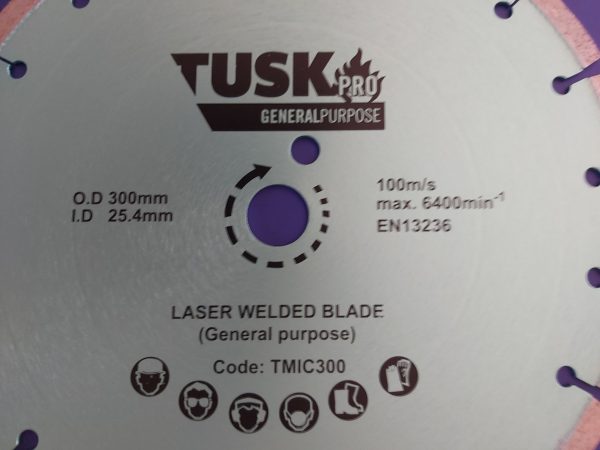 TUSK
PRO
GENERALPURPOSE
O.D 300mm
I.D 25.4mm
100m/s
max. 6400min⁻¹
EN13236
LASER WELDED BLADE
(General purpose)
Code: TMIC300